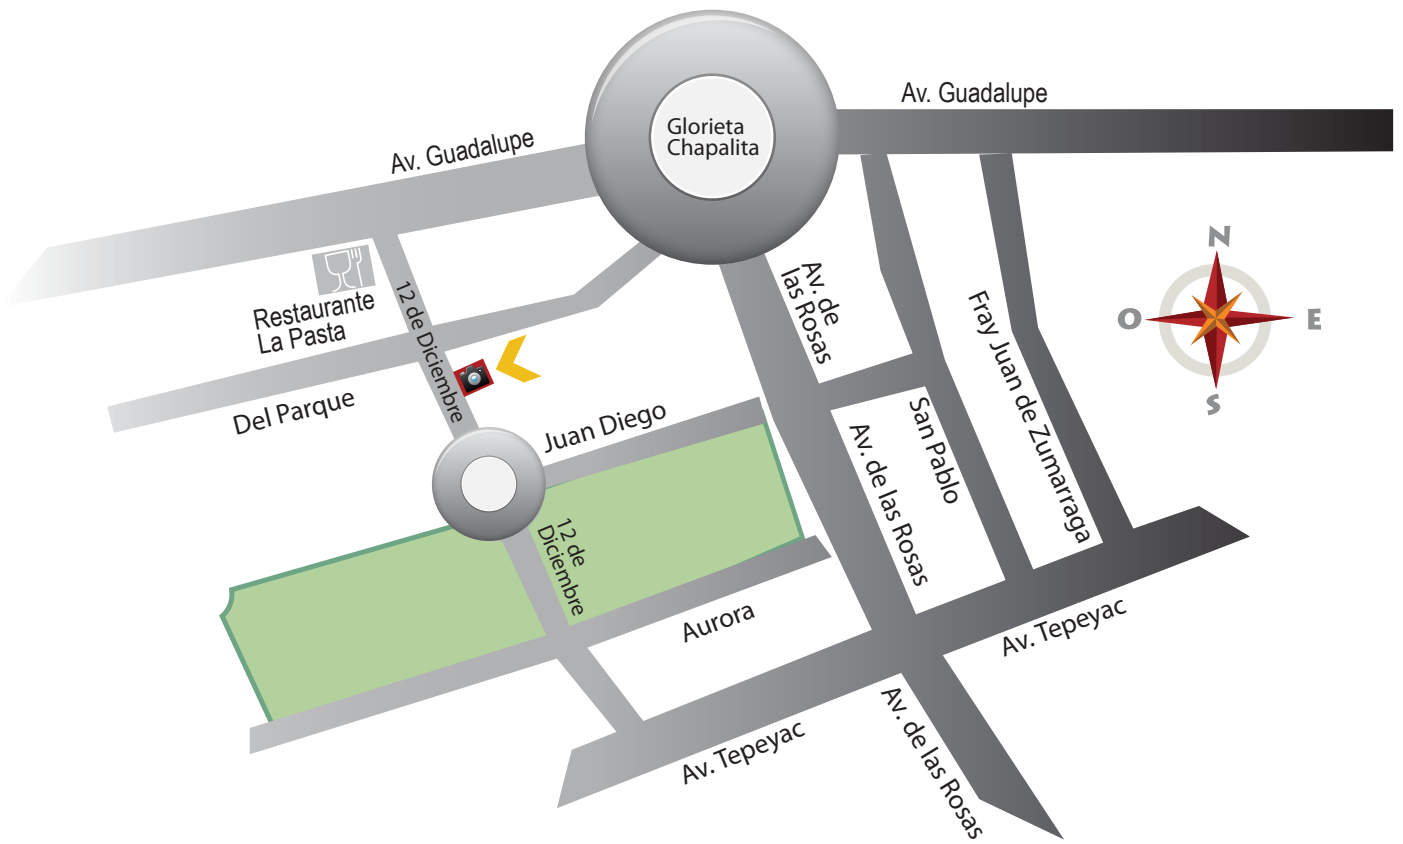 Av. Guadalupe
Glorieta
Chapalita
Av. Guadalupe
N
O
E
S
Restaurante
La Pasta
12 de Diciembre
Av. de
las Rosas
Fray Juan de Zumarraga
Del Parque
Juan Diego
San Pablo
Av. de las Rosas
12 de
Diciembre
Aurora
Av. Tepeyac
Av. Tepeyac
Av. de las Rosas